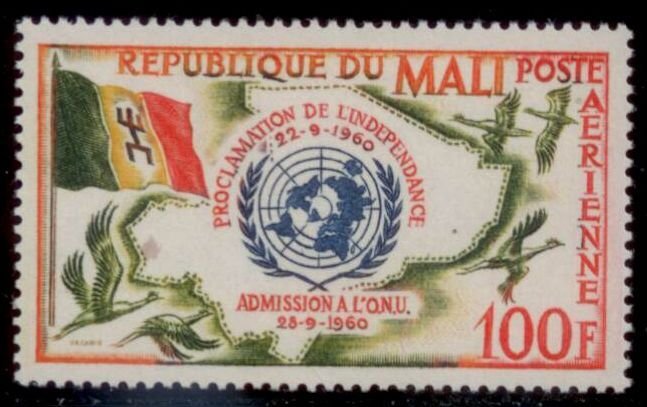 REPUBLIQUE DU MALI
POSTE AERIENNE
PROCLAMATION DE L'INDEPENDANCE
22-9-1960
ADMISSION A L'O.N.U.
28-9-1960
100F